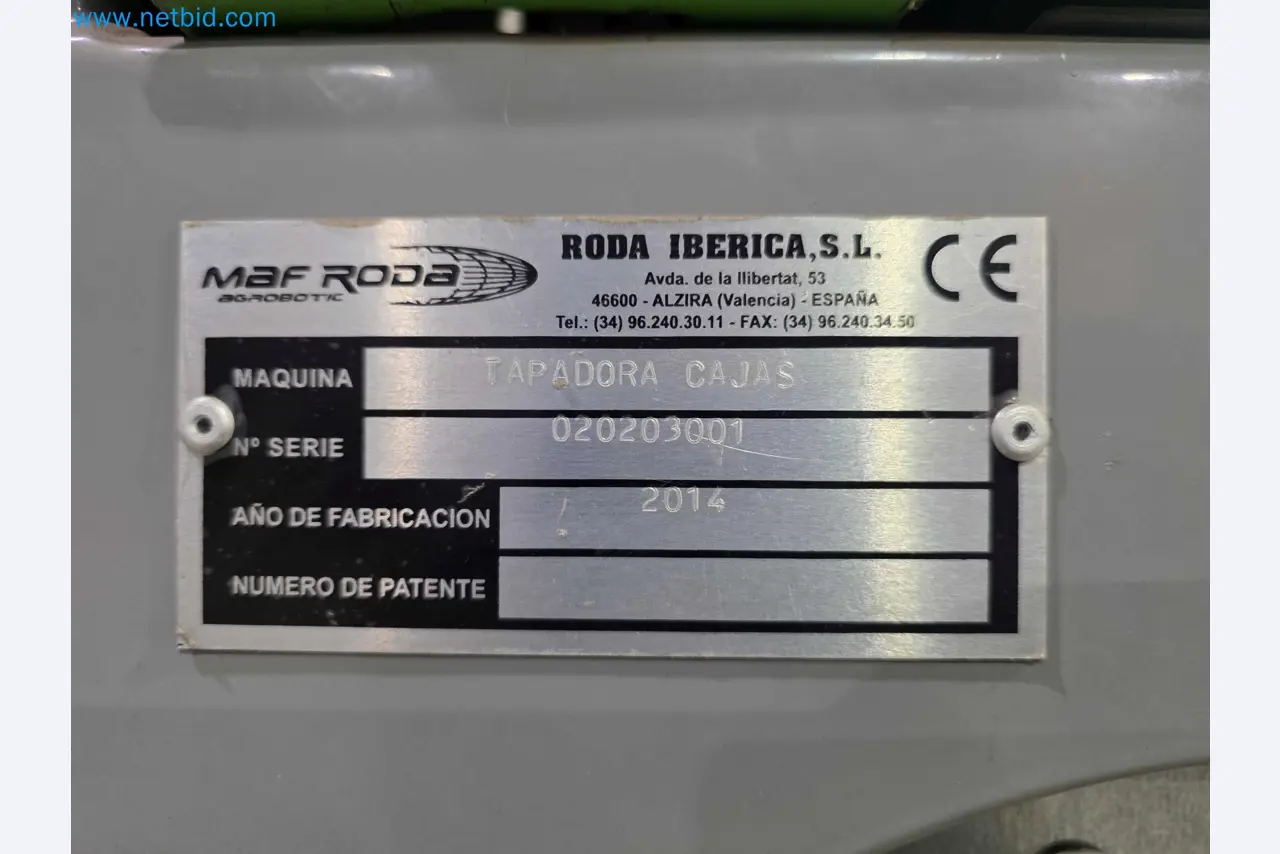 www.netbid.com
MAF RODA
AGROBOTIC
RODA IBERICA,S.L.
Avda. de la llibertat, 53
46600 - ALZIRA (Valencia) - ESPAÑA
Tel.: (34) 96.240.30.11 - FAX: (34) 96.240.34.50
CE
MAQUINA TAPADORA CAJAS
Nº SERIE 020203001
AÑO DE FABRICACION 2014
NUMERO DE PATENTE